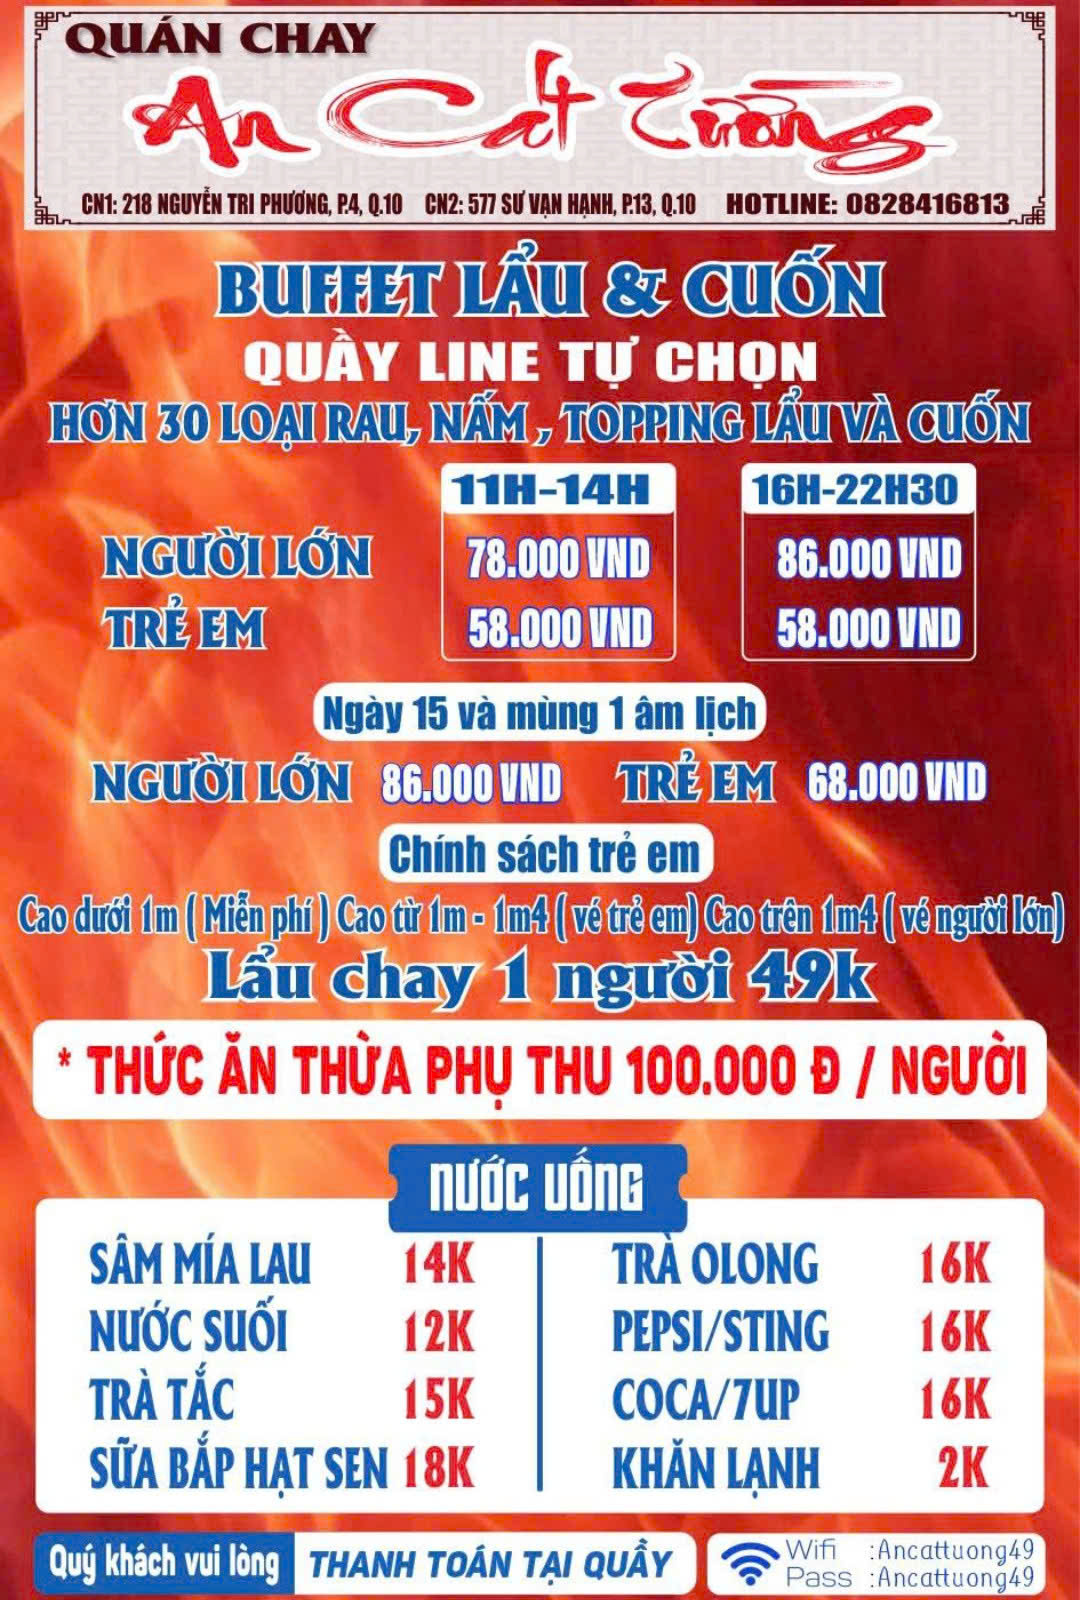 QUÁN CHAY
An Cát Tường
CN1: 218 NGUYỄN TRI PHƯƠNG, P.4, Q.10 CN2: 577 SƯ VẠN HẠNH, P.13, Q.10 HOTLINE: 0828416813
BUFFET LẨU & CUỐN
QUẦY LINE TỰ CHỌN
HƠN 30 LOẠI RAU, NẤM , TOPPING LẨU VÀ CUỐN
11H-14H 16H-22H30
NGƯỜI LỚN 78.000 VND 86.000 VND
TRẺ EM 58.000 VND 58.000 VND
Ngày 15 và mùng 1 âm lịch
NGƯỜI LỚN 86.000 VND TRẺ EM 68.000 VND
Chính sách trẻ em
Cao dưới 1m ( Miễn phí ) Cao từ 1m - 1m4 ( vé trẻ em) Cao trên 1m4 ( vé người lớn)
Lẩu chay 1 người 49k
* THỨC ĂN THỪA PHỤ THU 100.000 Đ / NGƯỜI
NƯỚC UỐNG
SÂM MÍA LAU 14K TRÀ OLONG 16K
NƯỚC SUỐI 12K PEPSI/STING 16K
TRÀ TẮC 15K COCA/7UP 16K
SỮA BẮP HẠT SEN 18K KHĂN LẠNH 2K
Quý khách vui lòng THANH TOÁN TẠI QUẦY
Wifi :Ancattuong49
Pass :Ancattuong49